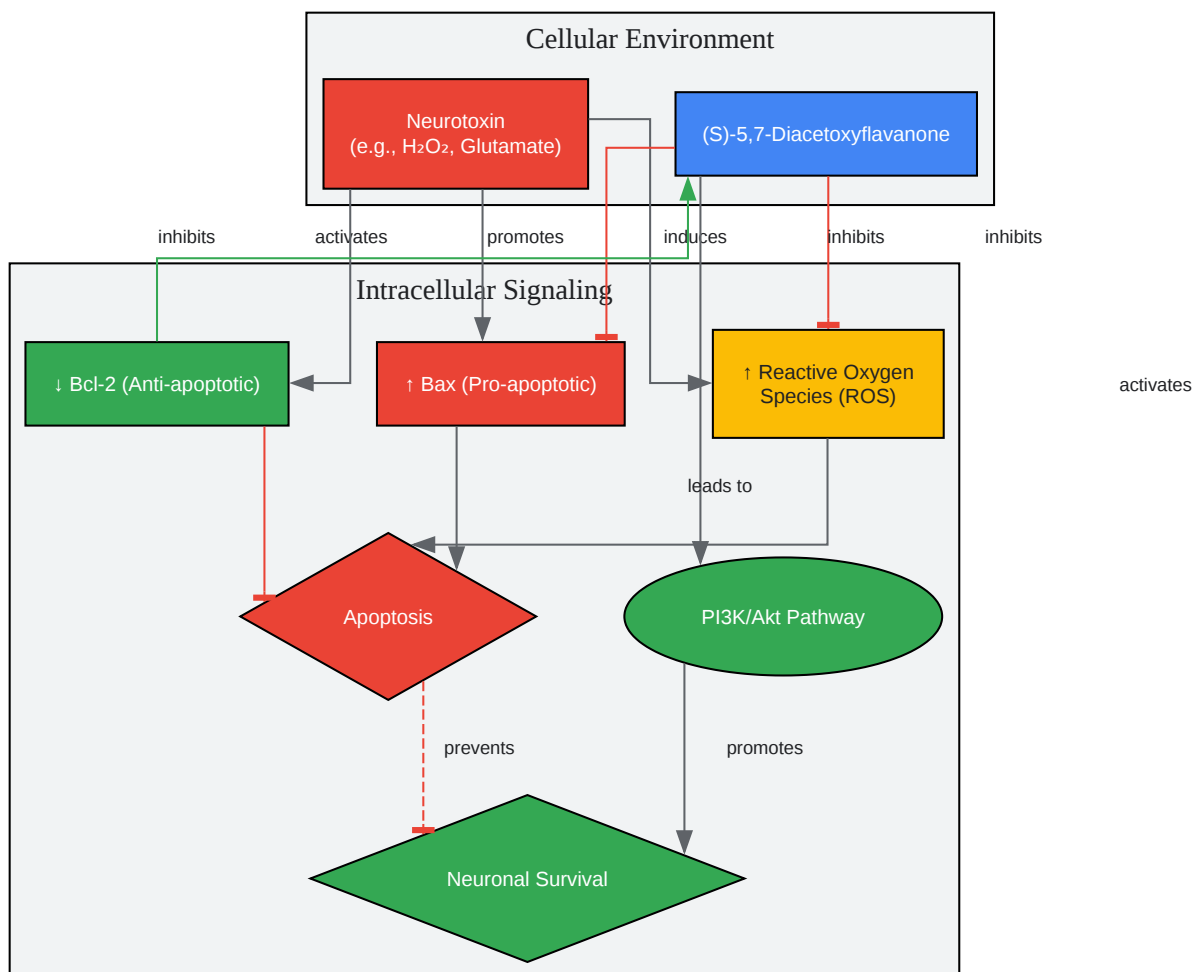 Cellular Environment
Neurotoxin
(e.g., H₂O₂, Glutamate)
(S)-5,7-Diacetoxyflavanone
inhibits
activates
promotes
induces
inhibits
inhibits
Intracellular Signaling
↓ Bcl-2 (Anti-apoptotic)
↑ Bax (Pro-apoptotic)
↑ Reactive Oxygen
Species (ROS)
activates
leads to
Apoptosis
PI3K/Akt Pathway
prevents
promotes
Neuronal Survival